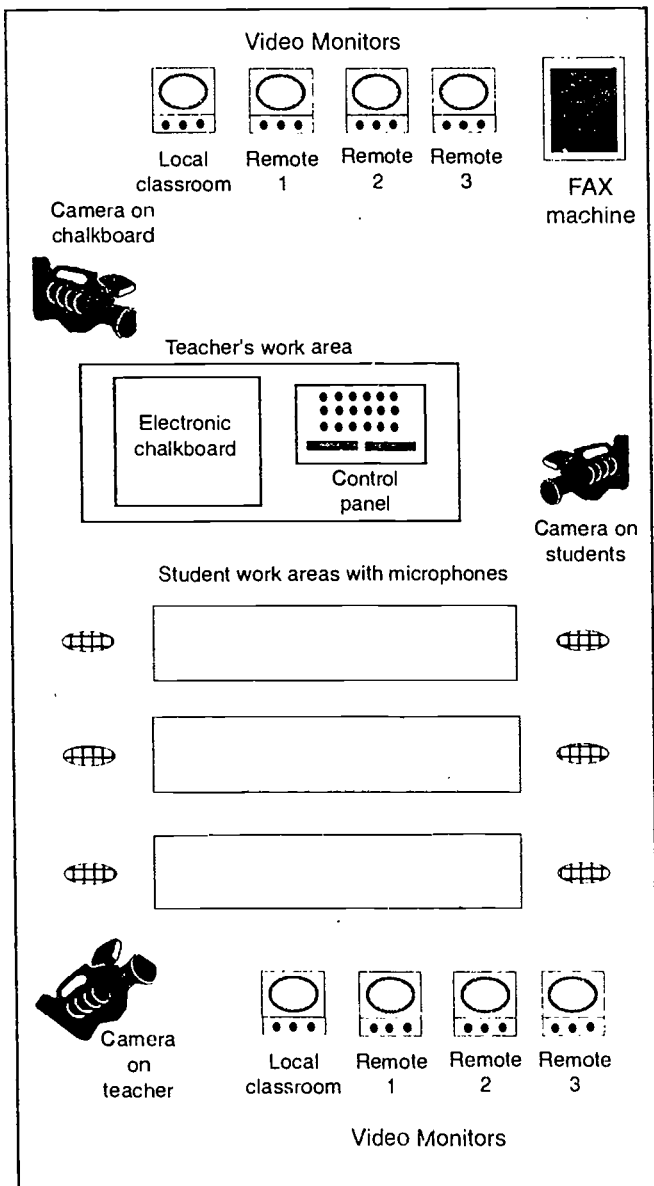 Video Monitors
Local
classroom
Remote
1
Remote
2
Remote
3
FAX
machine
Camera on
chalkboard
Teacher's work area
Electronic
chalkboard
Control
panel
Camera on
students
Student work areas with microphones
Camera
on
teacher
Local
classroom
Remote
1
Remote
2
Remote
3
Video Monitors